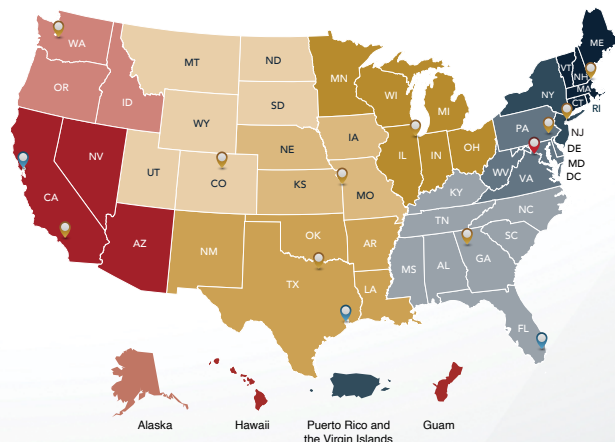 WA
OR
ID
MT
ND
SD
WY
NE
IA
MN
WI
MI
IL
IN
OH
NY
VT
NH
ME
MA
CT
RI
PA
NJ
DE
MD
DC
WV
VA
CA
NV
UT
CO
KS
MO
KY
AZ
NM
OK
AR
TN
NC
SC
TX
LA
MS
AL
GA
FL
Alaska
Hawaii
Puerto Rico and
the Virgin Islands
Guam